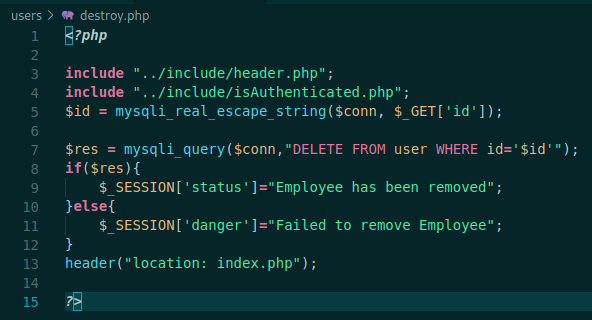 users > destroy.php
1 <?php
2
3 include "../include/header.php";
4 include "../include/isAuthenticated.php";
5 $id = mysqli_real_escape_string($conn, $_GET['id']);
6
7 $res = mysqli_query($conn,"DELETE FROM user WHERE id='$id'");
8 if($res){
9     $_SESSION['status']="Employee has been removed";
10 }else{
11     $_SESSION['danger']="Failed to remove Employee";
12 }
13 header("location: index.php");
14
15 ?>